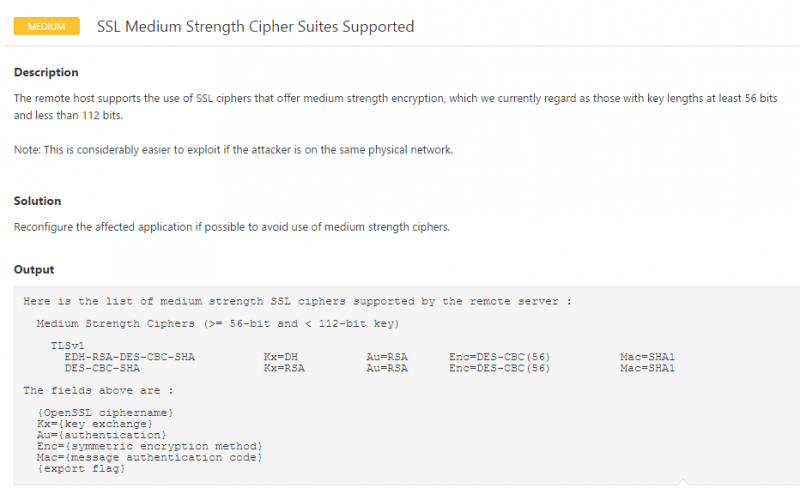 MEDIUM SSL Medium Strength Cipher Suites Supported
Description
The remote host supports the use of SSL ciphers that offer medium strength encryption, which we currently regard as those with key lengths at least 56 bits
and less than 112 bits.
Note: This is considerably easier to exploit if the attacker is on the same physical network.
Solution
Reconfigure the affected application if possible to avoid use of medium strength ciphers.
Output
Here is the list of medium strength SSL ciphers supported by the remote server :
Medium Strength Ciphers (>= 56-bit and < 112-bit key)
TLSv1
EDH-RSA-DES-CBC-SHA Kx=DH Au=RSA Enc=DES-CBC(56) Mac=SHA1
DES-CBC-SHA Kx=RSA Au=RSA Enc=DES-CBC(56) Mac=SHA1
The fields above are :
{OpenSSL ciphername}
Kx={key exchange}
Au={authentication}
Enc={symmetric encryption method}
Mac={message authentication code}
{export flag}